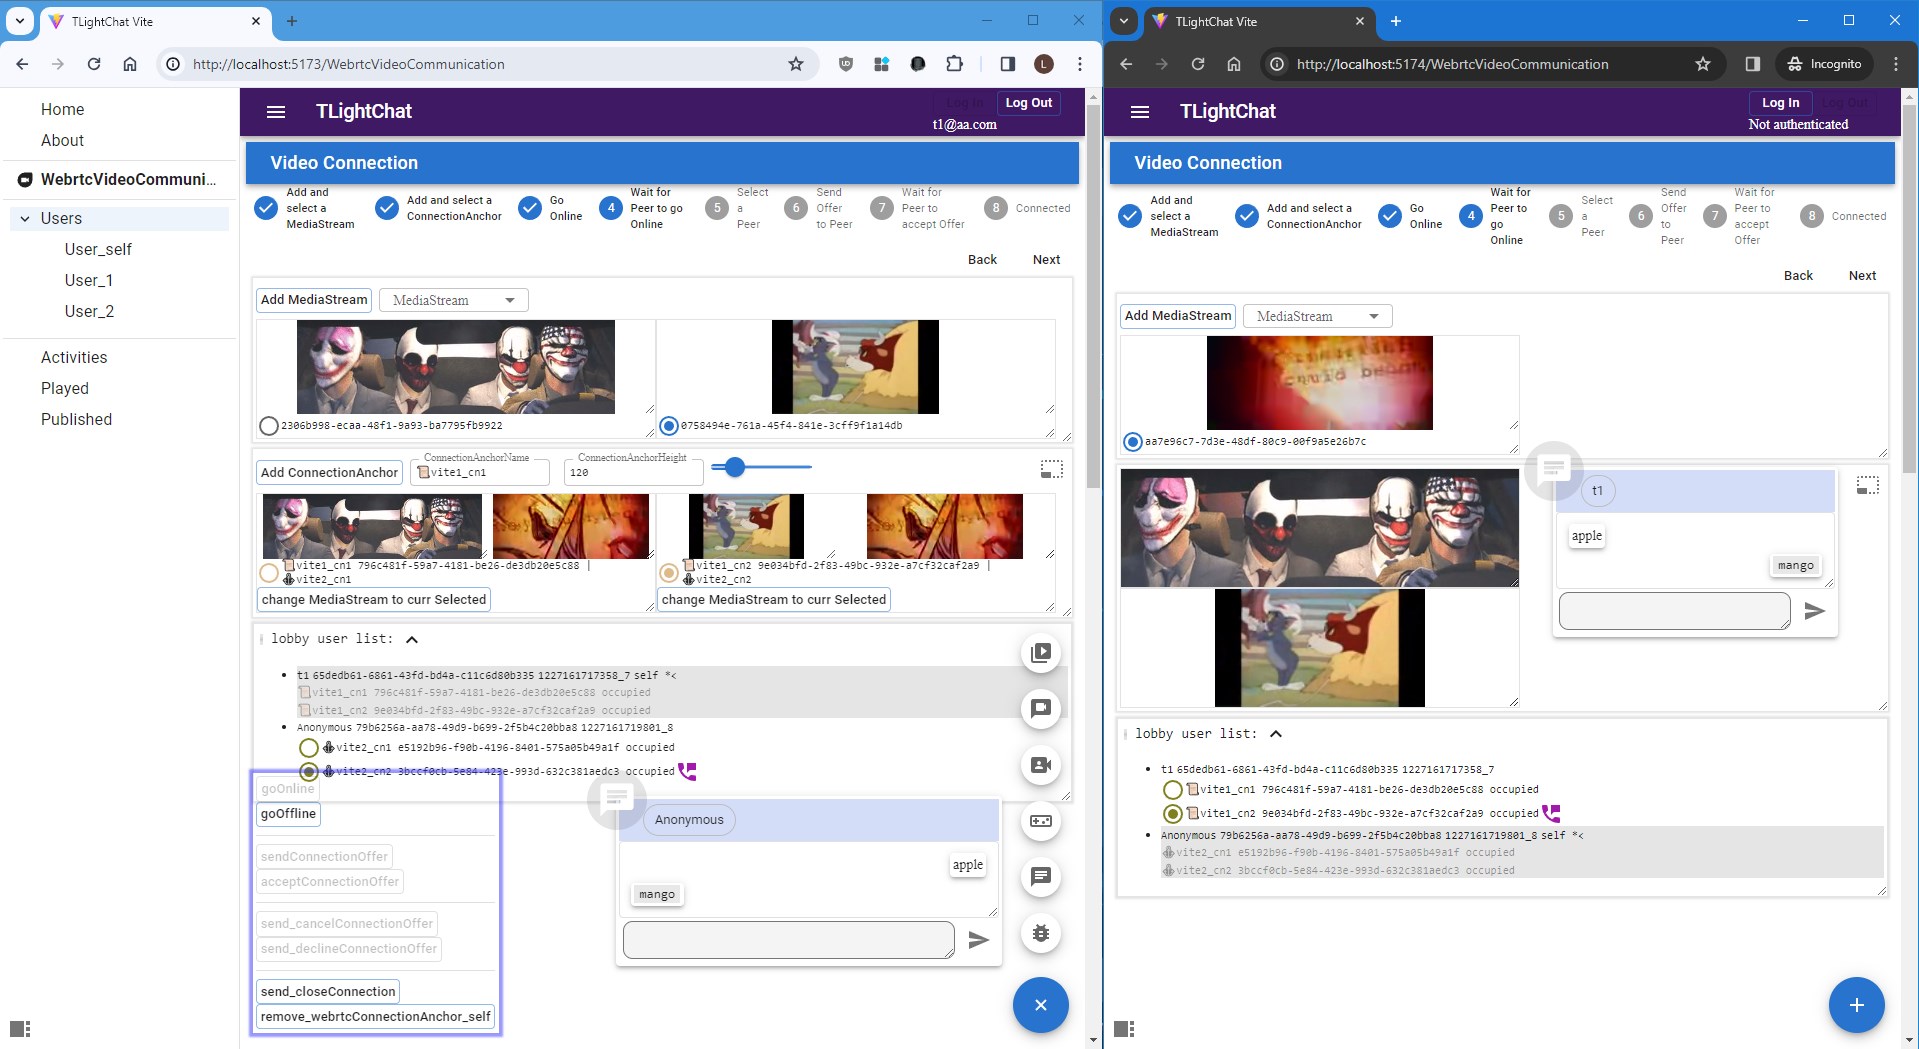 TLightChat Vite
http://localhost:5173/WebrtcVideoCommunication
L
Home
About
WebrtcVideoCommuni...
Users
User_self
User_1
User_2
Activities
Played
Published
TLightChat
Log In
Log Out
t1@aa.com
Video Connection
Add and select a MediaStream
Add and select a ConnectionAnchor
Go Online
4
Wait for Peer to go Online
5
Select a Peer
6
Send Offer to Peer
7
Wait for Peer to accept Offer
8
Connected
Back
Next
Add MediaStream
MediaStream
2306b998-ecaa-48f1-9a93-ba7795fb9922
0758494e-761a-45f4-841e-3cff9f1a14db
Add ConnectionAnchor
ConnectionAnchorName
vite1_cn1
ConnectionAnchorHeight
120
vite1_cn1 796c481f-59a7-4181-be26-de3db20e5c88 |
vite2_cn1
change MediaStream to curr Selected
vite1_cn2 9e034bfd-2f83-49bc-932e-a7cf32caf2a9 |
vite2_cn2
change MediaStream to curr Selected
lobby user list:
t1 65dedb61-6861-43fd-bd4a-c11c6d80b335 1227161717358_7 self *<
vite1_cn1 796c481f-59a7-4181-be26-de3db20e5c88 occupied
vite1_cn2 9e034bfd-2f83-49bc-932e-a7cf32caf2a9 occupied
Anonymous 79b6256a-aa78-49d9-b699-2f5b4c20bba8 1227161719801_8
vite2_cn1 e5192b96-f90b-4196-8401-575a05b49a1f occupied
vite2_cn2 3bccf0cb-5e84-423e-993d-632c381aedc3 occupied
goOnline
goOffline
sendConnectionOffer
acceptConnectionOffer
send_cancelConnectionOffer
send_declineConnectionOffer
send_closeConnection
remove_webrtcConnectionAnchor_self
Anonymous
apple
mango
TLightChat Vite
http://localhost:5174/WebrtcVideoCommunication
Incognito
TLightChat
Log In
Log Out
Not authenticated
Video Connection
Add and select a MediaStream
Add and select a ConnectionAnchor
Go Online
4
Wait for Peer to go Online
5
Select a Peer
6
Send Offer to Peer
7
Wait for Peer to accept Offer
8
Connected
Back
Next
Add MediaStream
MediaStream
aa7e96c7-7d3e-48df-80c9-00f9a5e26b7c
t1
apple
mango
lobby user list:
t1 65dedb61-6861-43fd-bd4a-c11c6d80b335 1227161717358_7
vite1_cn1 796c481f-59a7-4181-be26-de3db20e5c88 occupied
vite1_cn2 9e034bfd-2f83-49bc-932e-a7cf32caf2a9 occupied
Anonymous 79b6256a-aa78-49d9-b699-2f5b4c20bba8 1227161719801_8 self *<
vite2_cn1 e5192b96-f90b-4196-8401-575a05b49a1f occupied
vite2_cn2 3bccf0cb-5e84-423e-993d-632c381aedc3 occupied